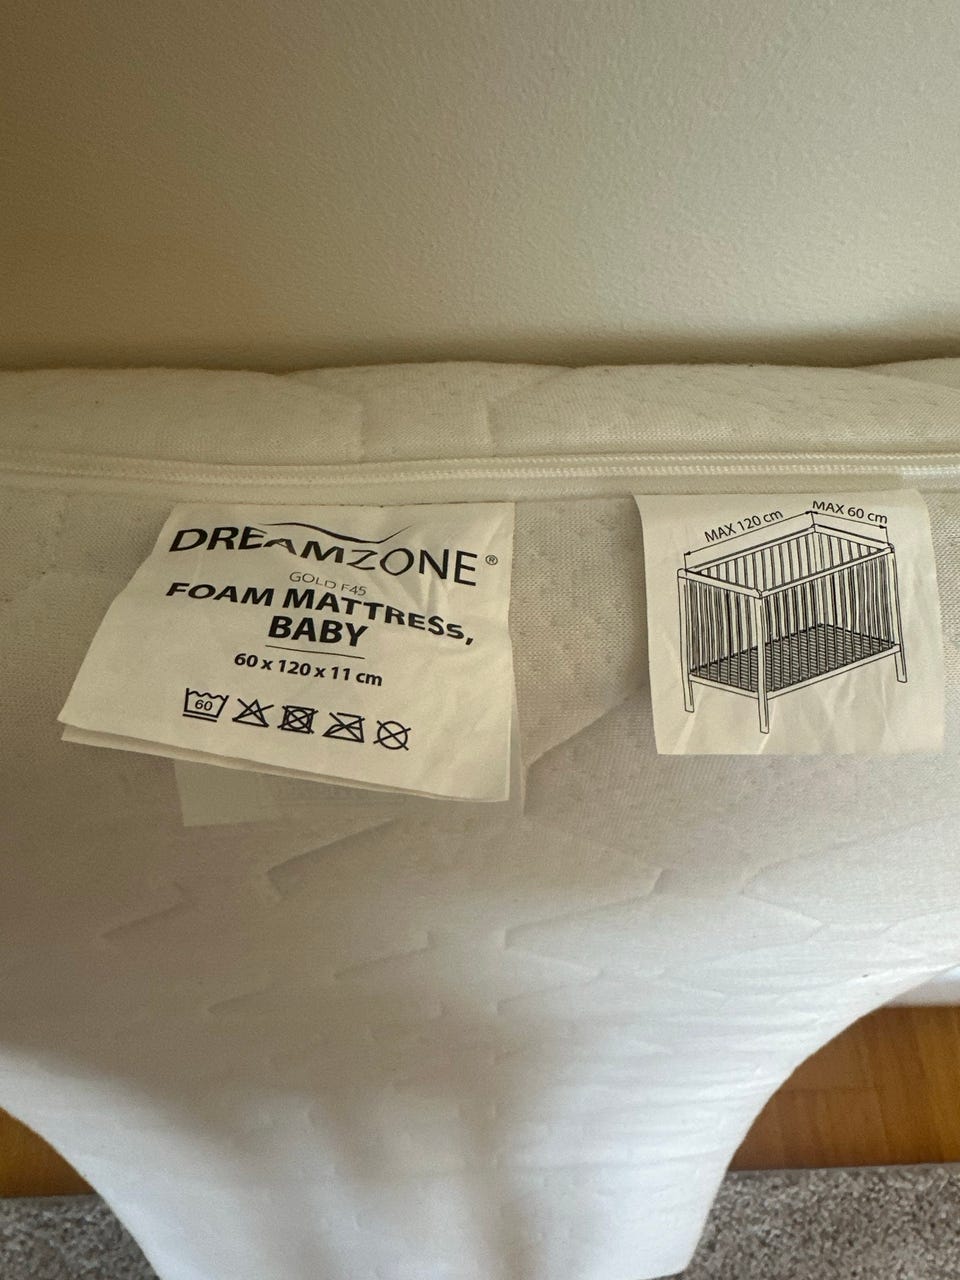 DREAMZONE®
GOLD F45
FOAM MATTRESS,
BABY
60 x 120 x 11 cm
60
MAX 120 cm
MAX 60 cm